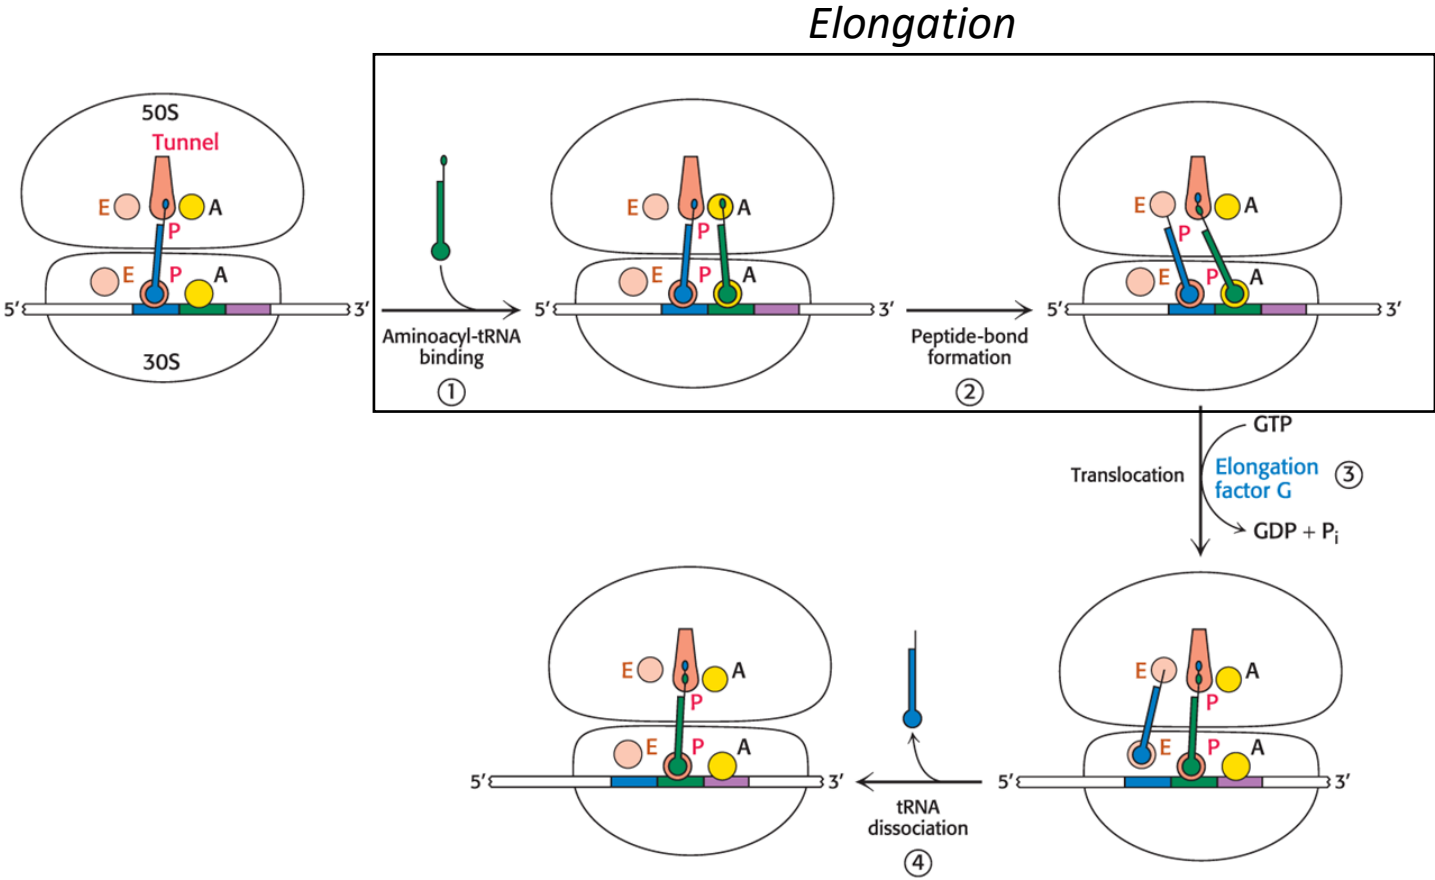 Elongation
50S
Tunnel
E
A
P
E
P
A
5′
3′
30S
Aminoacyl-tRNA
binding
1
E
A
P
E
P
A
5′
3′
Peptide-bond
formation
2
E
A
P
E
P
A
5′
3′
GTP
Translocation
Elongation
factor G
3
GDP + Pi
E
A
P
E
P
A
5′
3′
tRNA
dissociation
4
E
A
P
E
P
A
5′
3′